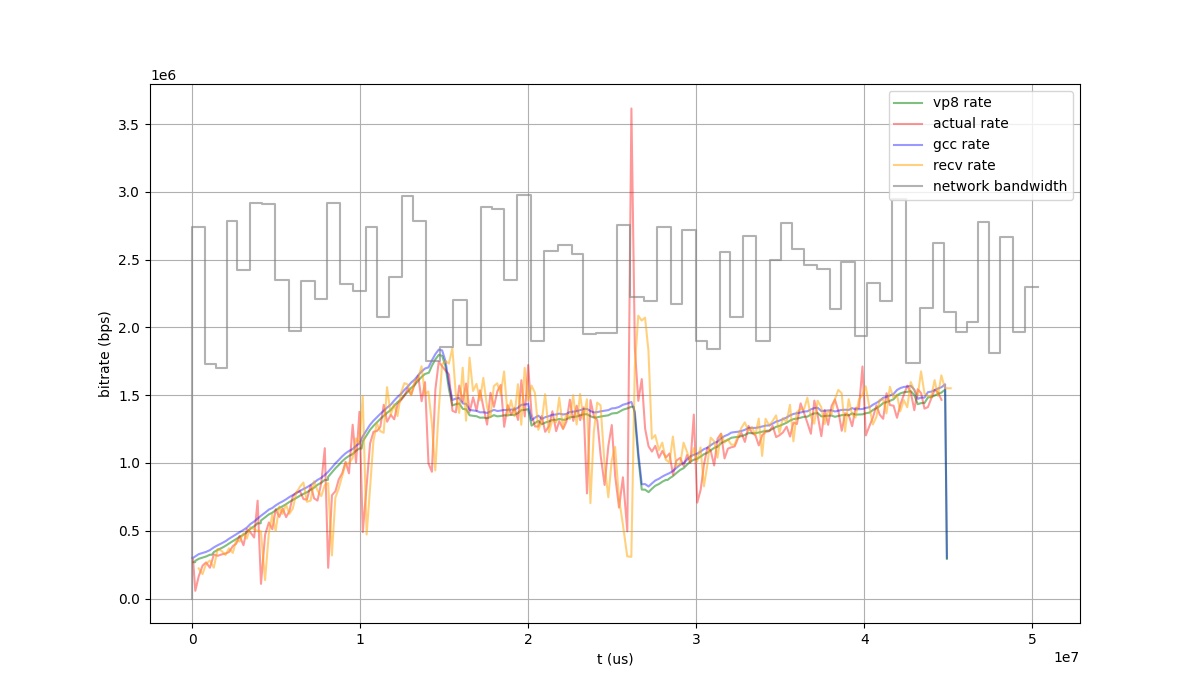 1e6
vp8 rate
actual rate
gcc rate
recv rate
network bandwidth
bitrate (bps)
3.5
3.0
2.5
2.0
1.5
1.0
0.5
0.0
0 1 2 3 4 5
t (us)
1e7